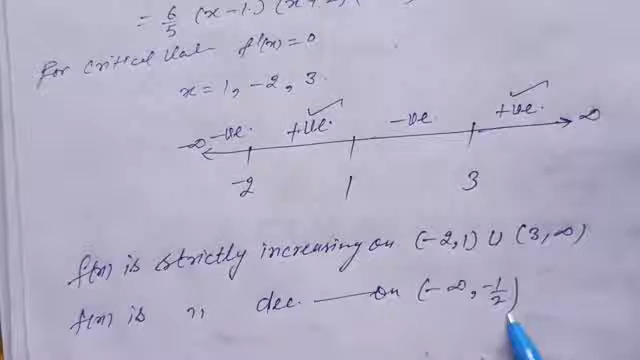 = 6/5 (x-1) (x+2)
for critical val. f'(x)=0
x = 1, -2, 3.
-∞ -ve. +ve. -ve +ve. ∞
-2 1 3
f(x) is strictly increasing on (-2,1) ∪ (3,∞)
f(x) is 〃 dec. — on (-∞, -1/2)